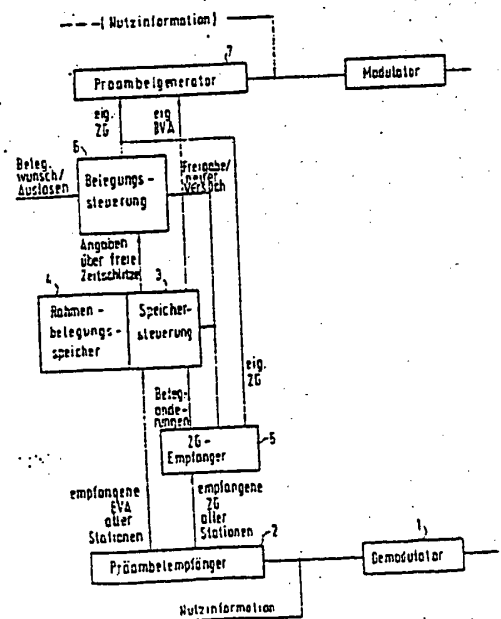 (Nutzinformation)
7
Präambelgenerator
Modulator
eig.
ZG
eig
BVA
6
Beleg.
wunsch/
Auslösen
Belegungs-
steuerung
Freigabe/
neuer
Versuch
Angaben
über freie
Zeitschlitze
4
3
Rahmen-
belegungs-
speicher
Speicher-
steuerung
eig.
ZG
Beleg-
ände-
rungen
ZG-
Empfänger
5
empfangene
BVA
aller
Stationen
empfangene
ZG
aller
Stationen
2
1
Präambelempfänger
Demodulator
Nutzinformation